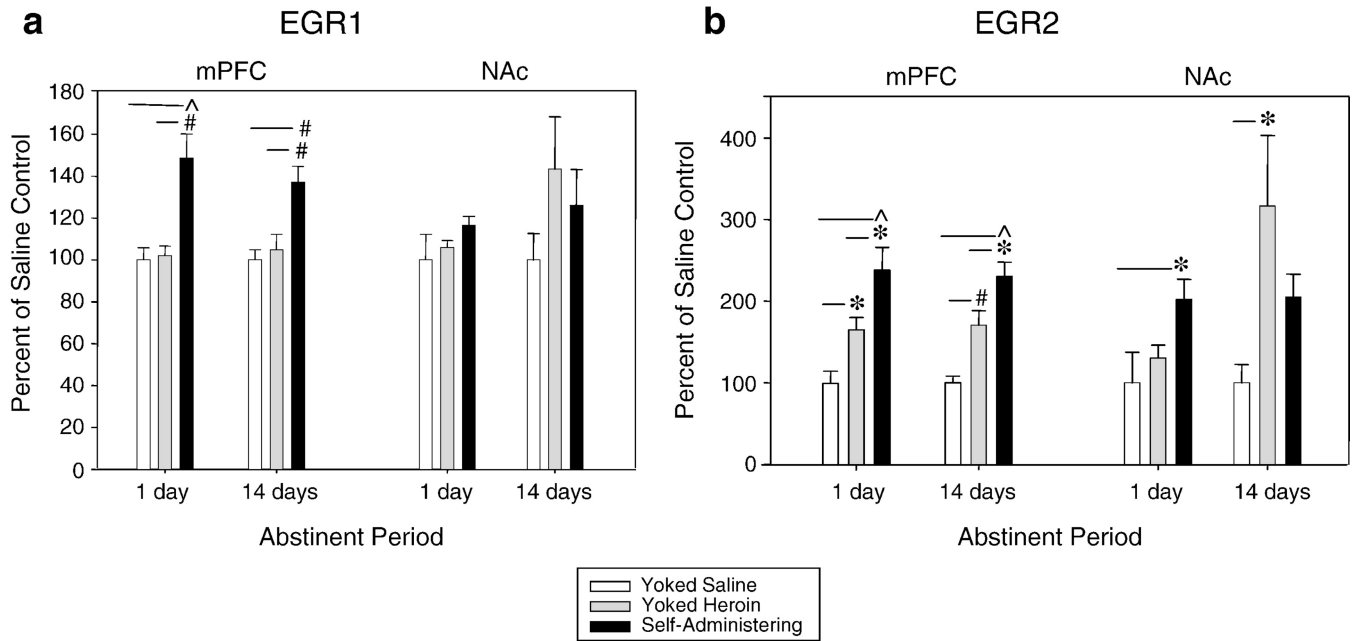 a
EGR1
mPFC NAc
Percent of Saline Control
180
160
140
120
100
80
60
40
20
0
^
#
#
#
1 day 14 days 1 day 14 days
Abstinent Period
b
EGR2
mPFC NAc
Percent of Saline Control
400
300
200
100
0
*
^
*
#
^
*
*
*
1 day 14 days 1 day 14 days
Abstinent Period
Yoked Saline
Yoked Heroin
Self-Administering